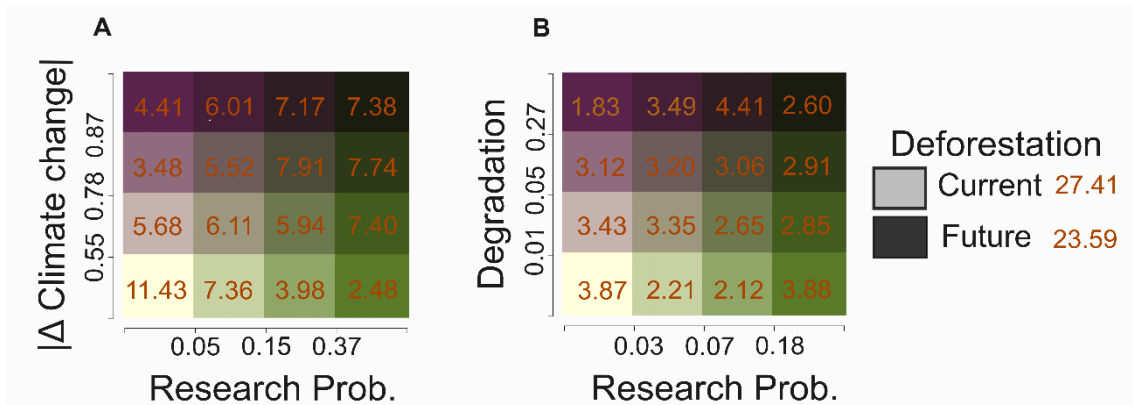 A
|Δ Climate change|
0.87
0.78
0.55
4.41 6.01 7.17 7.38
3.48 5.52 7.91 7.74
5.68 6.11 5.94 7.40
11.43 7.36 3.98 2.48
0.05 0.15 0.37
Research Prob.
B
Degradation
0.27
0.05
0.01
1.83 3.49 4.41 2.60
3.12 3.20 3.06 2.91
3.43 3.35 2.65 2.85
3.87 2.21 2.12 3.88
0.03 0.07 0.18
Research Prob.
Deforestation
Current 27.41
Future 23.59